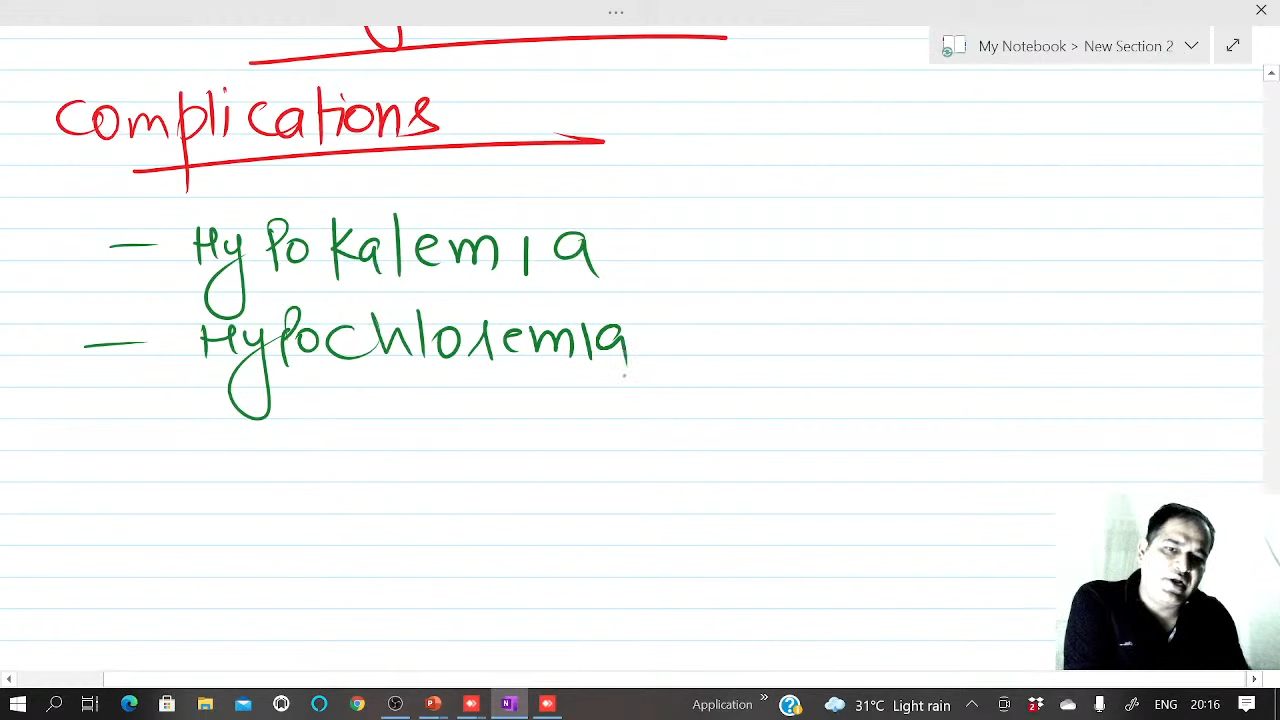 My Notebook > New Section 2
complications
— Hypokalemia
— Hypochloremia
Application
31°C Light rain
ENG
20:16